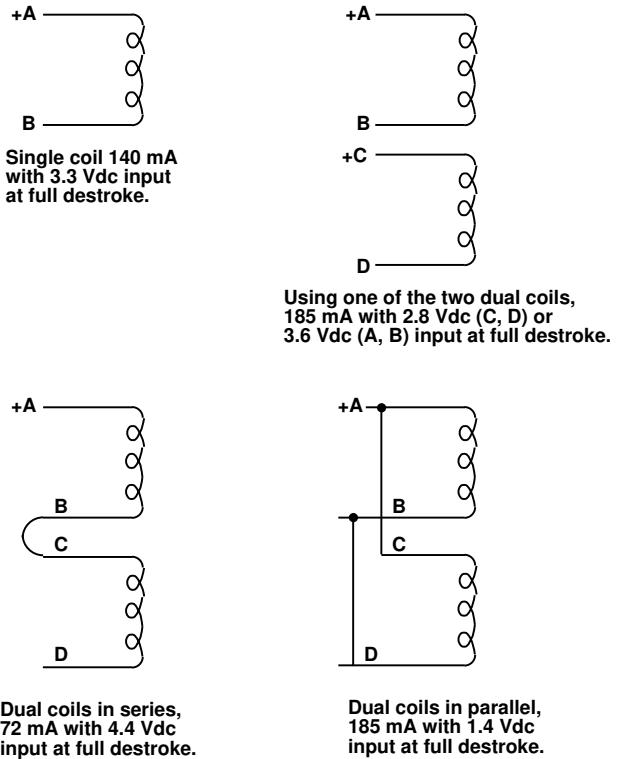 +A
B
Single coil 140 mA
with 3.3 Vdc input
at full destroke.
+A
B
+C
D
Using one of the two dual coils,
185 mA with 2.8 Vdc (C, D) or
3.6 Vdc (A, B) input at full destroke.
+A
B
C
D
Dual coils in series,
72 mA with 4.4 Vdc
input at full destroke.
+A
B
C
D
Dual coils in parallel,
185 mA with 1.4 Vdc
input at full destroke.